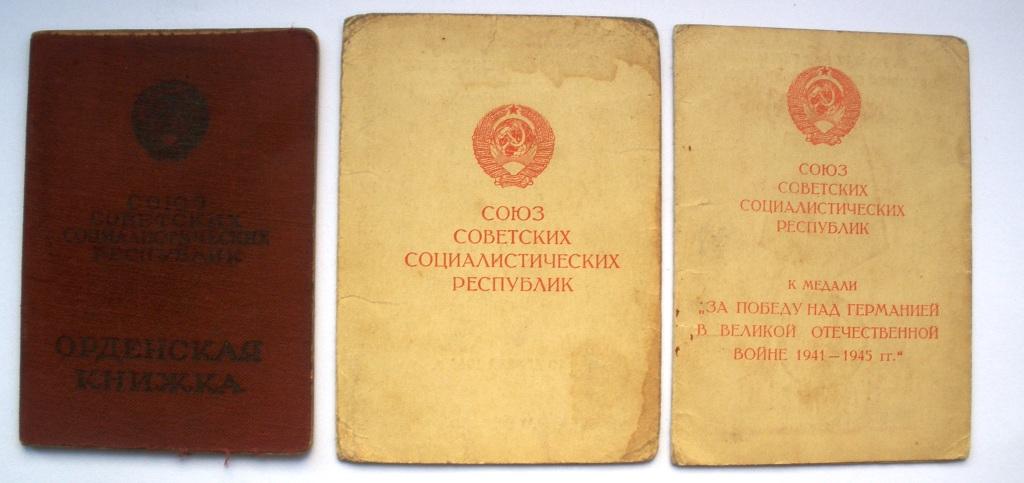 СОЮЗ
СОВЕТСКИХ
СОЦИАЛИСТИЧЕСКИХ
РЕСПУБЛИК
ОРДЕНСКАЯ
КНИЖКА
СОЮЗ
СОВЕТСКИХ
СОЦИАЛИСТИЧЕСКИХ
РЕСПУБЛИК
СОЮЗ
СОВЕТСКИХ
СОЦИАЛИСТИЧЕСКИХ
РЕСПУБЛИК
К МЕДАЛИ
„ЗА ПОБЕДУ НАД ГЕРМАНИЕЙ
В ВЕЛИКОЙ ОТЕЧЕСТВЕННОЙ
ВОЙНЕ 1941—1945 гг.“